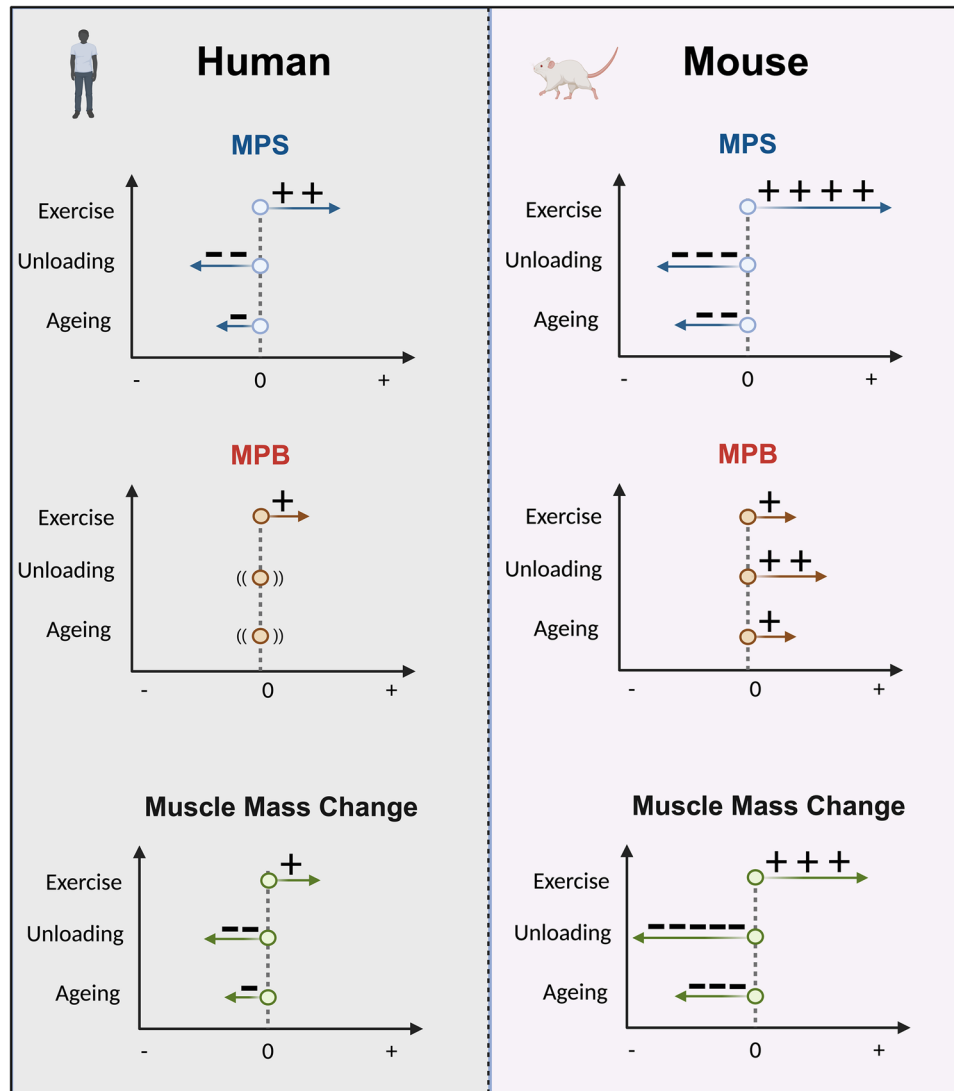 Human
MPS
+ +
Exercise
- -
Unloading
-
Ageing
- 0 +
MPB
+
Exercise
Unloading
(( ))
Ageing
(( ))
- 0 +
Muscle Mass Change
+
Exercise
- -
Unloading
-
Ageing
- 0 +
Mouse
MPS
+ + + +
Exercise
- - -
Unloading
- -
Ageing
- 0 +
MPB
+
Exercise
+ +
Unloading
+
Ageing
- 0 +
Muscle Mass Change
+ + +
Exercise
- - - - -
Unloading
- - -
Ageing
- 0 +